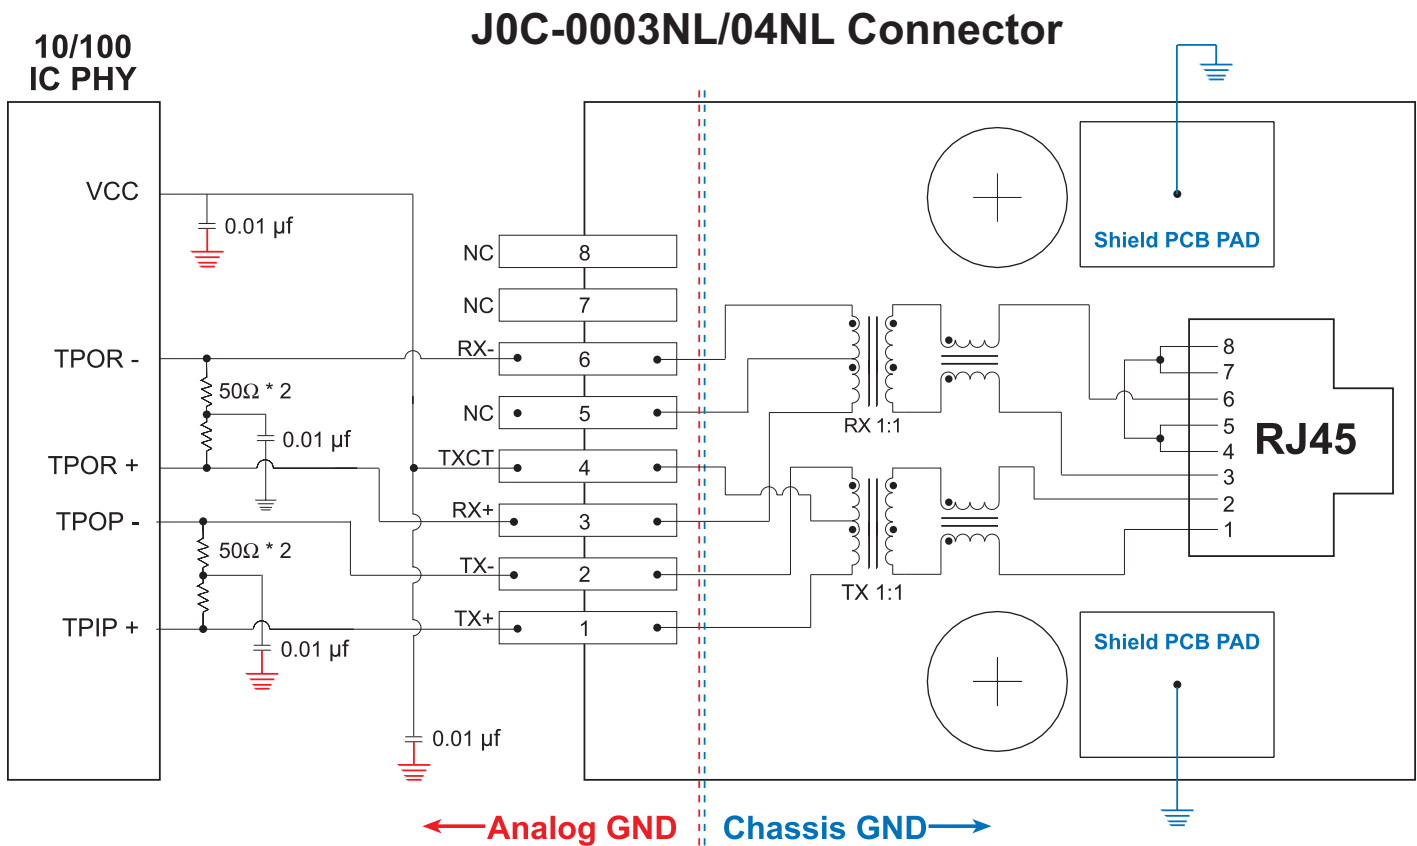 J0C-0003NL/04NL Connector
10/100
IC PHY
VCC
0.01 µf
TPOR -
50Ω * 2
0.01 µf
TPOR +
TPOP -
50Ω * 2
TPIP +
0.01 µf
0.01 µf
NC 8
NC 7
RX- 6
NC 5
TXCT 4
RX+ 3
TX- 2
TX+ 1
RX 1:1
TX 1:1
Shield PCB PAD
8
7
6
5
4
3
2
1
RJ45
Shield PCB PAD
Analog GND
Chassis GND